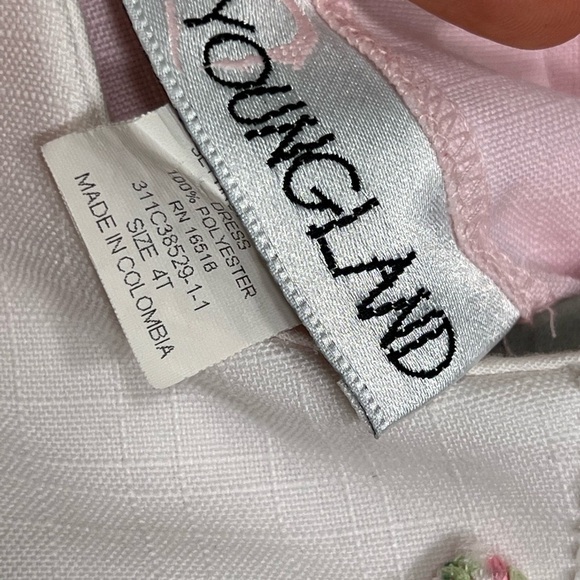 YOUNGLAND
DRESS
100% POLYESTER
RN 16518
311C38529-1-1
SIZE 4T
MADE IN COLOMBIA